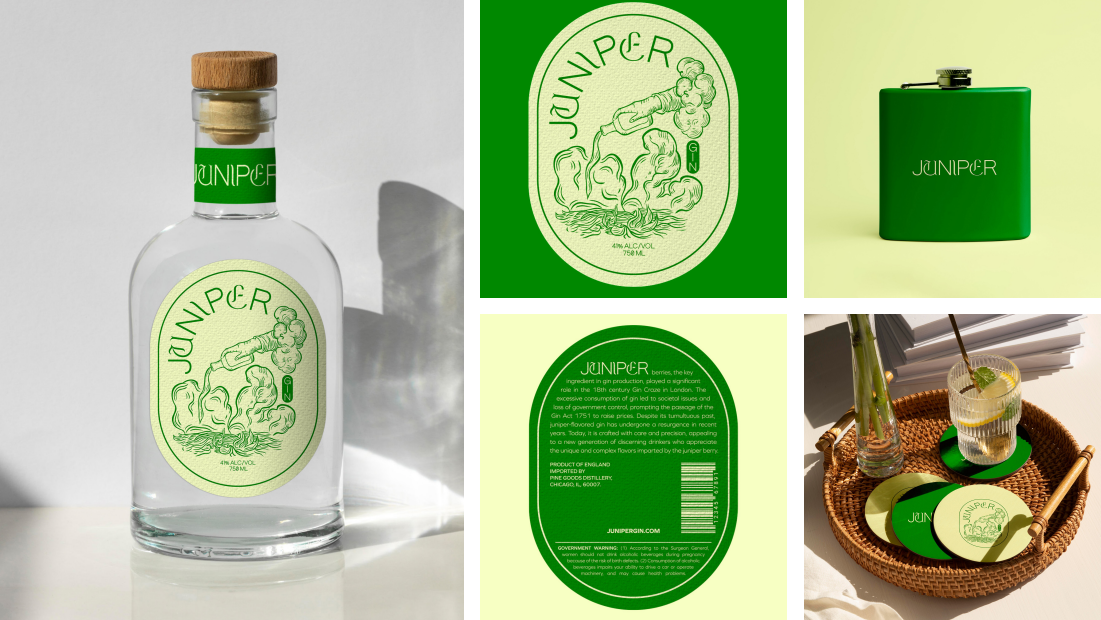 JUNIPER
JUNIPER
GIN
41% ALC/VOL
750 ML
JUNIPER
GIN
41% ALC/VOL
750 ML
JUNIPER
JUNIPER berries, the key
ingredient in gin production, played a significant
role in the 18th century Gin Craze in London. The
excessive consumption of gin led to societal issues and
loss of government control, prompting the passage of the
Gin Act 1751 to raise prices. Despite its tumultuous past,
juniper-flavored gin has undergone a resurgence in recent
years. Today, it is crafted with care and precision, appealing
to a new generation of discerning drinkers who appreciate
the unique and complex flavors imparted by the juniper berry.
PRODUCT OF ENGLAND
IMPORTED BY
PINE GOODS DISTILLERY,
CHICAGO, IL, 60007.
JUNIPERGIN.COM
GOVERNMENT WARNING: (1) According to the Surgeon General,
women should not drink alcoholic beverages during pregnancy
because of the risk of birth defects. (2) Consumption of alcoholic
beverages impairs your ability to drive a car or operate
machinery, and may cause health problems.
JUN